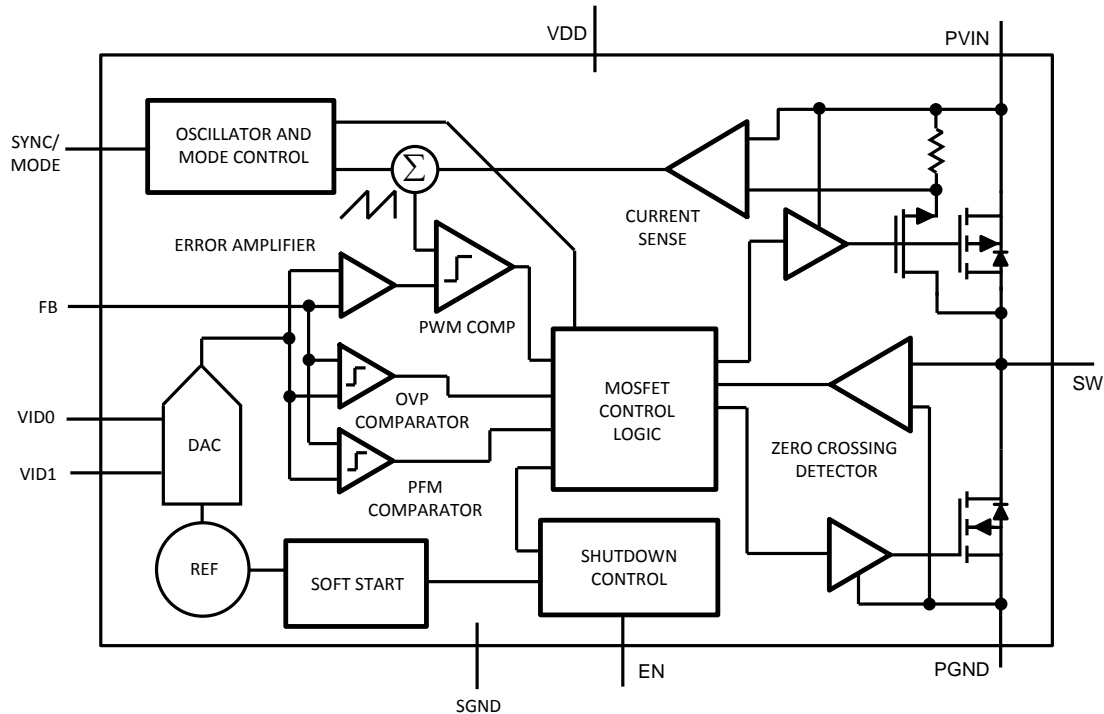 VDD
PVIN
SYNC/
MODE
OSCILLATOR AND
MODE CONTROL
Σ
CURRENT
SENSE
ERROR AMPLIFIER
FB
PWM COMP
MOSFET
CONTROL
LOGIC
SW
OVP
COMPARATOR
VID0
DAC
VID1
ZERO CROSSING
DETECTOR
PFM
COMPARATOR
REF
SOFT START
SHUTDOWN
CONTROL
SGND
EN
PGND